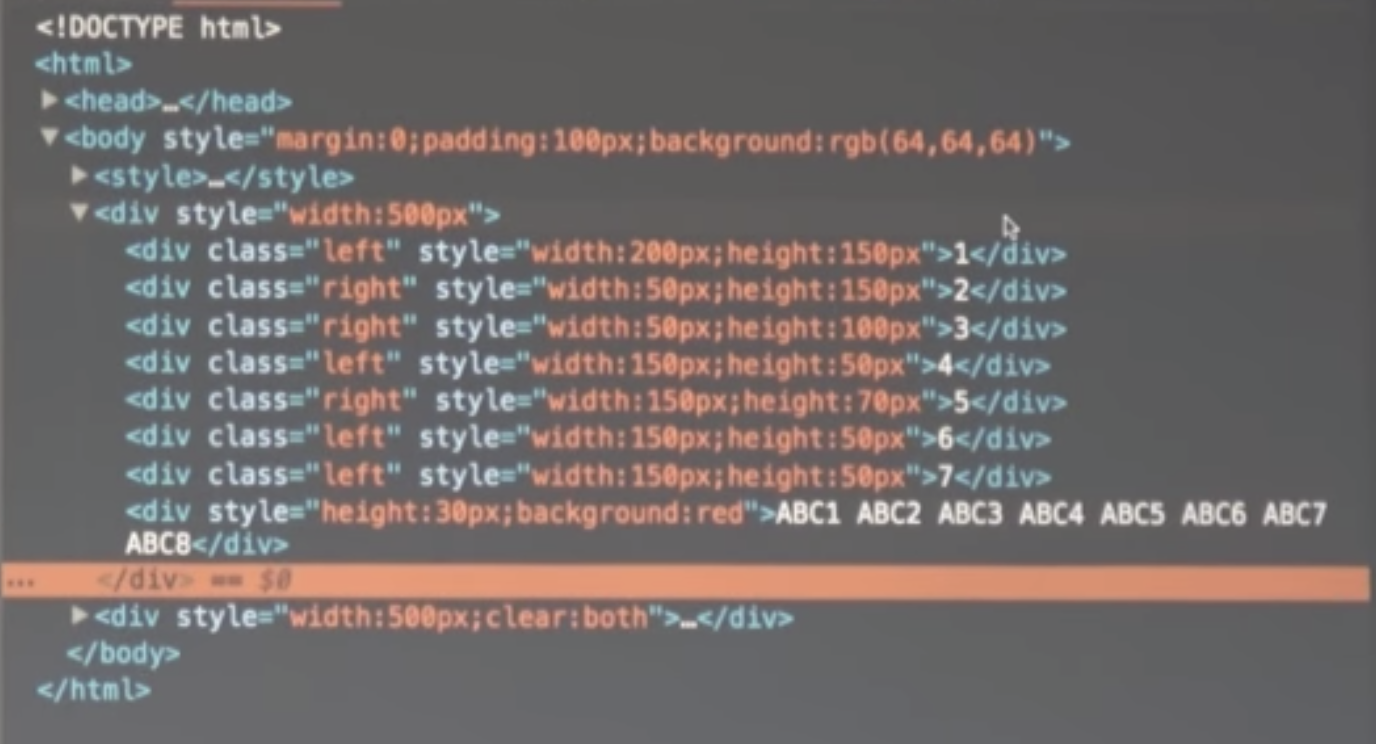 <!DOCTYPE html>
<html>
▶<head>…</head>
▼<body style="margin:0;padding:100px;background:rgb(64,64,64)">
▶<style>…</style>
▼<div style="width:500px">
<div class="left" style="width:200px;height:150px">1</div>
<div class="right" style="width:50px;height:150px">2</div>
<div class="right" style="width:50px;height:100px">3</div>
<div class="left" style="width:150px;height:50px">4</div>
<div class="right" style="width:150px;height:70px">5</div>
<div class="left" style="width:150px;height:50px">6</div>
<div class="left" style="width:150px;height:50px">7</div>
<div style="height:30px;background:red">ABC1 ABC2 ABC3 ABC4 ABC5 ABC6 ABC7
ABC8</div>
… </div> == $0
▶<div style="width:500px;clear:both">…</div>
</body>
</html>